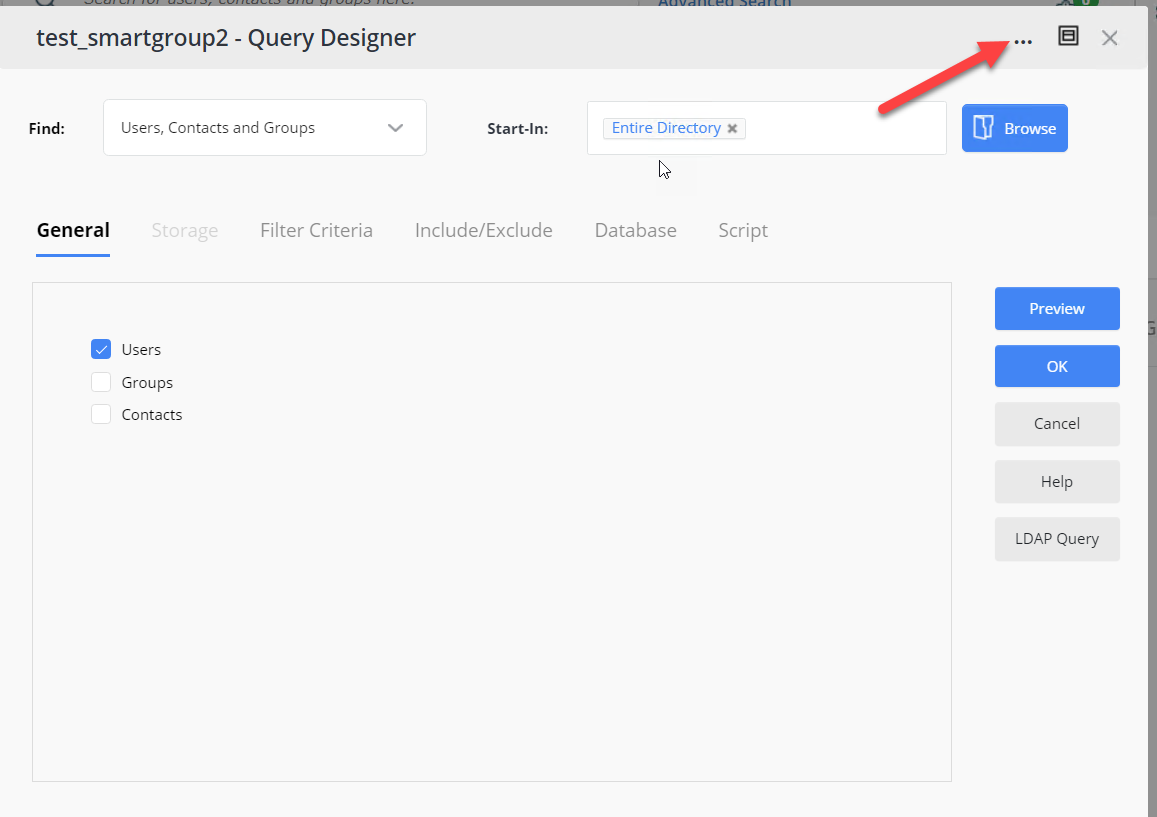 Search for users, contacts and groups here.
Advanced Search
0
test_smartgroup2 - Query Designer
...
Find:
Users, Contacts and Groups
Start-In:
Entire Directory
Browse
General
Storage
Filter Criteria
Include/Exclude
Database
Script
Users
Groups
Contacts
Preview
OK
Cancel
Help
LDAP Query
G